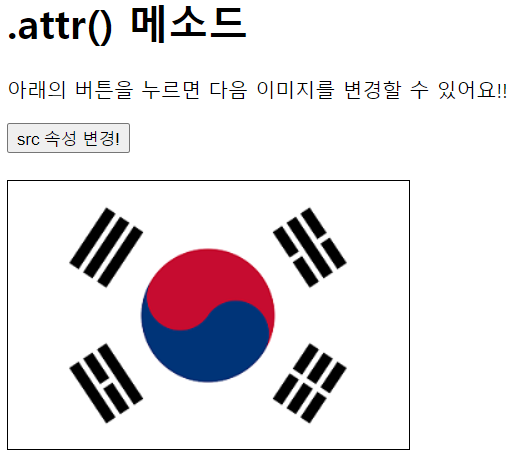 .attr() 메소드
아래의 버튼을 누르면 다음 이미지를 변경할 수 있어요!!
src 속성 변경!